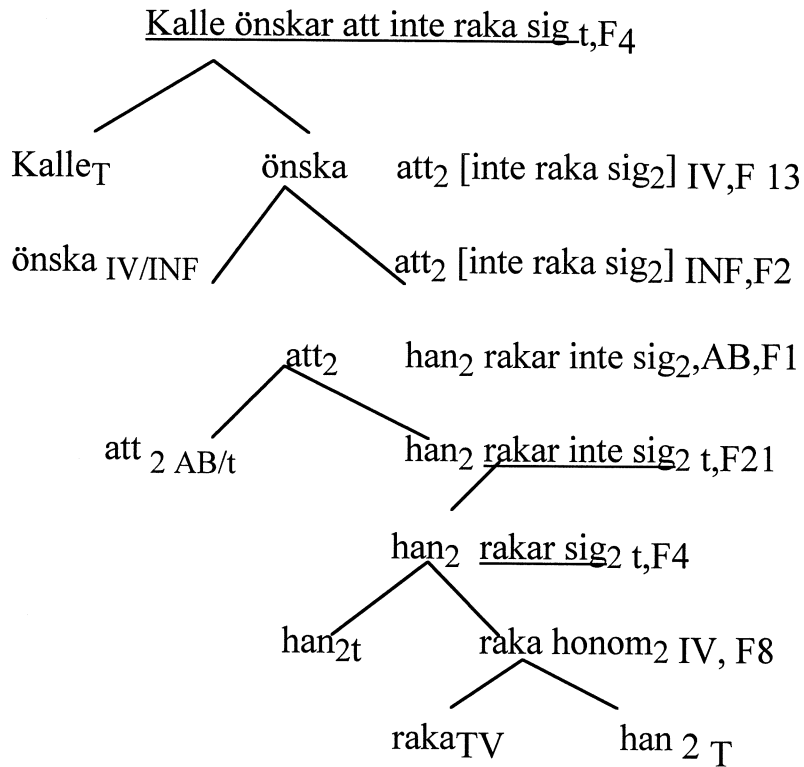 Kalle önskar att inte raka sig t,F4
KalleT önska att2 [inte raka sig2] IV,F 13
önska IV/INF att2 [inte raka sig2] INF,F2
att2 han2 rakar inte sig2,AB,F1
att 2 AB/t han2 rakar inte sig2 t,F21
han2 rakar sig2 t,F4
han2t raka honom2 IV, F8
rakaTV han 2 T